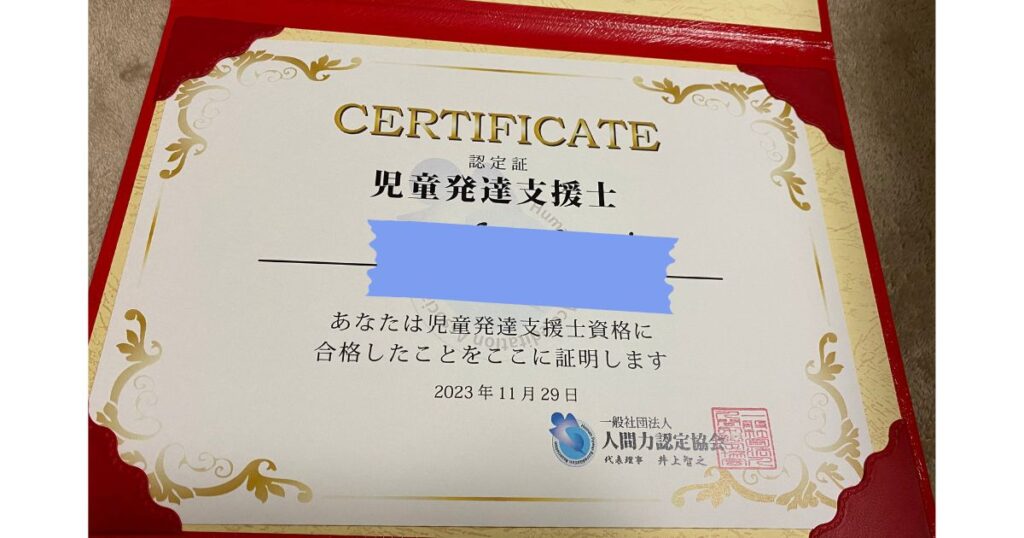 CERTIFICATE
認定証
児童発達支援士
あなたは児童発達支援士資格に
合格したことをここに証明します
2023年11月29日
一般社団法人
人間力認定協会
代表理事 井上智之